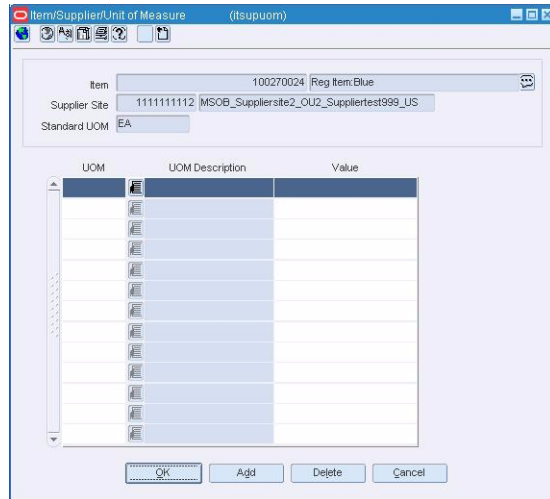 Item/Supplier/Unit of Measure (itsupuom)
Item 100270024 Reg Item:Blue
Supplier Site 1111111112 MSOB_Suppliersite2_OU2_Suppliertest999_US
Standard UOM EA
UOM UOM Description Value
OK Add Delete Cancel